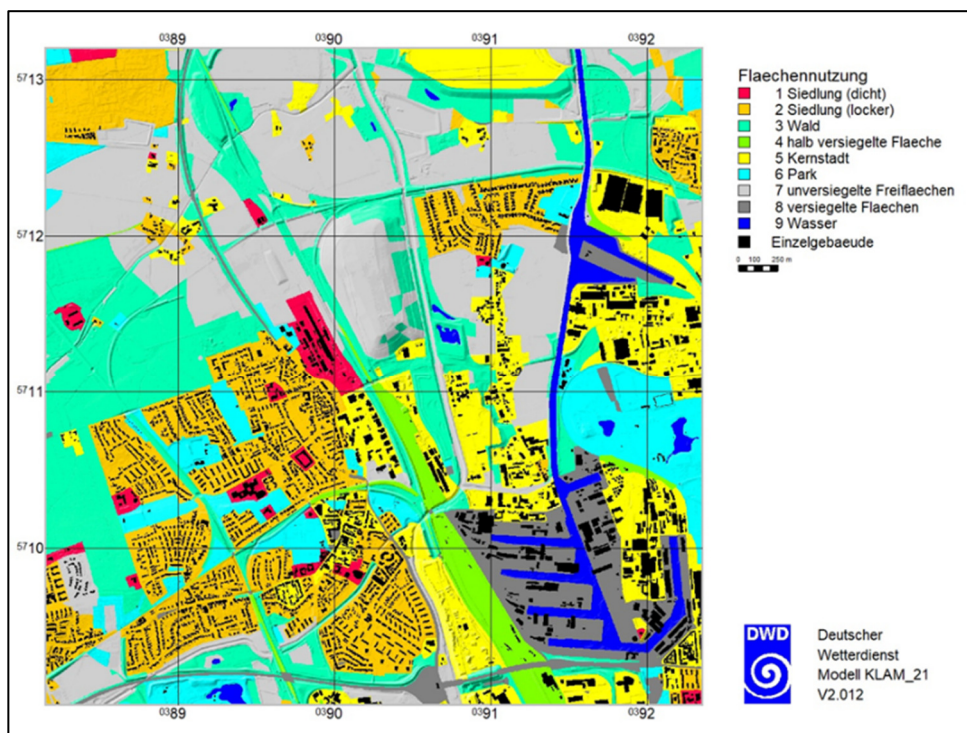 0389 0390 0391 0392
5713
5712
5711
5710
0389 0390 0391 0392
Flaechennutzung
1 Siedlung (dicht)
2 Siedlung (locker)
3 Wald
4 halb versiegelte Flaeche
5 Kernstadt
6 Park
7 unversiegelte Freiflaechen
8 versiegelte Flaechen
9 Wasser
Einzelgebaeude
0 100 250 m
DWD
Deutscher
Wetterdienst
Modell KLAM_21
V2.012